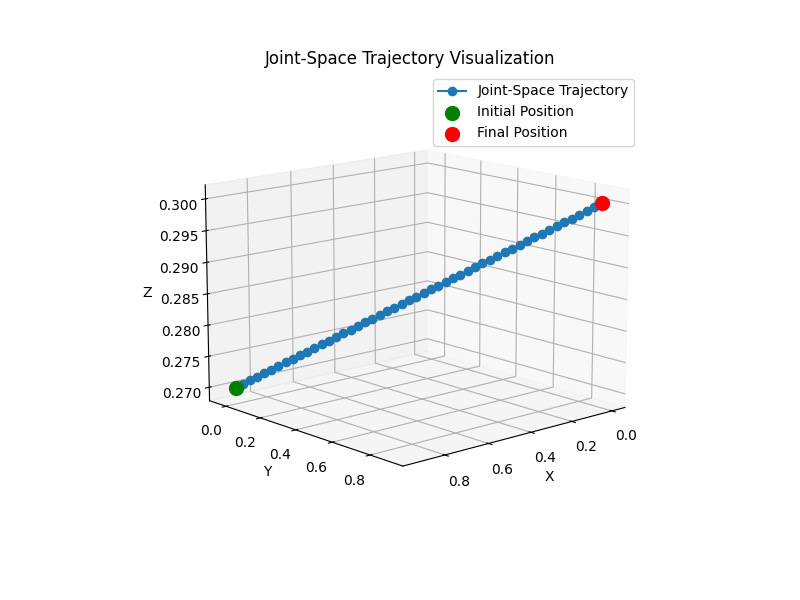 Joint-Space Trajectory Visualization
Joint-Space Trajectory
Initial Position
Final Position
0.300
0.295
0.290
Z 0.285
0.280
0.275
0.270
0.0
0.2
0.4
0.6
0.8
Y
0.0
0.2
0.4
0.6
0.8
X